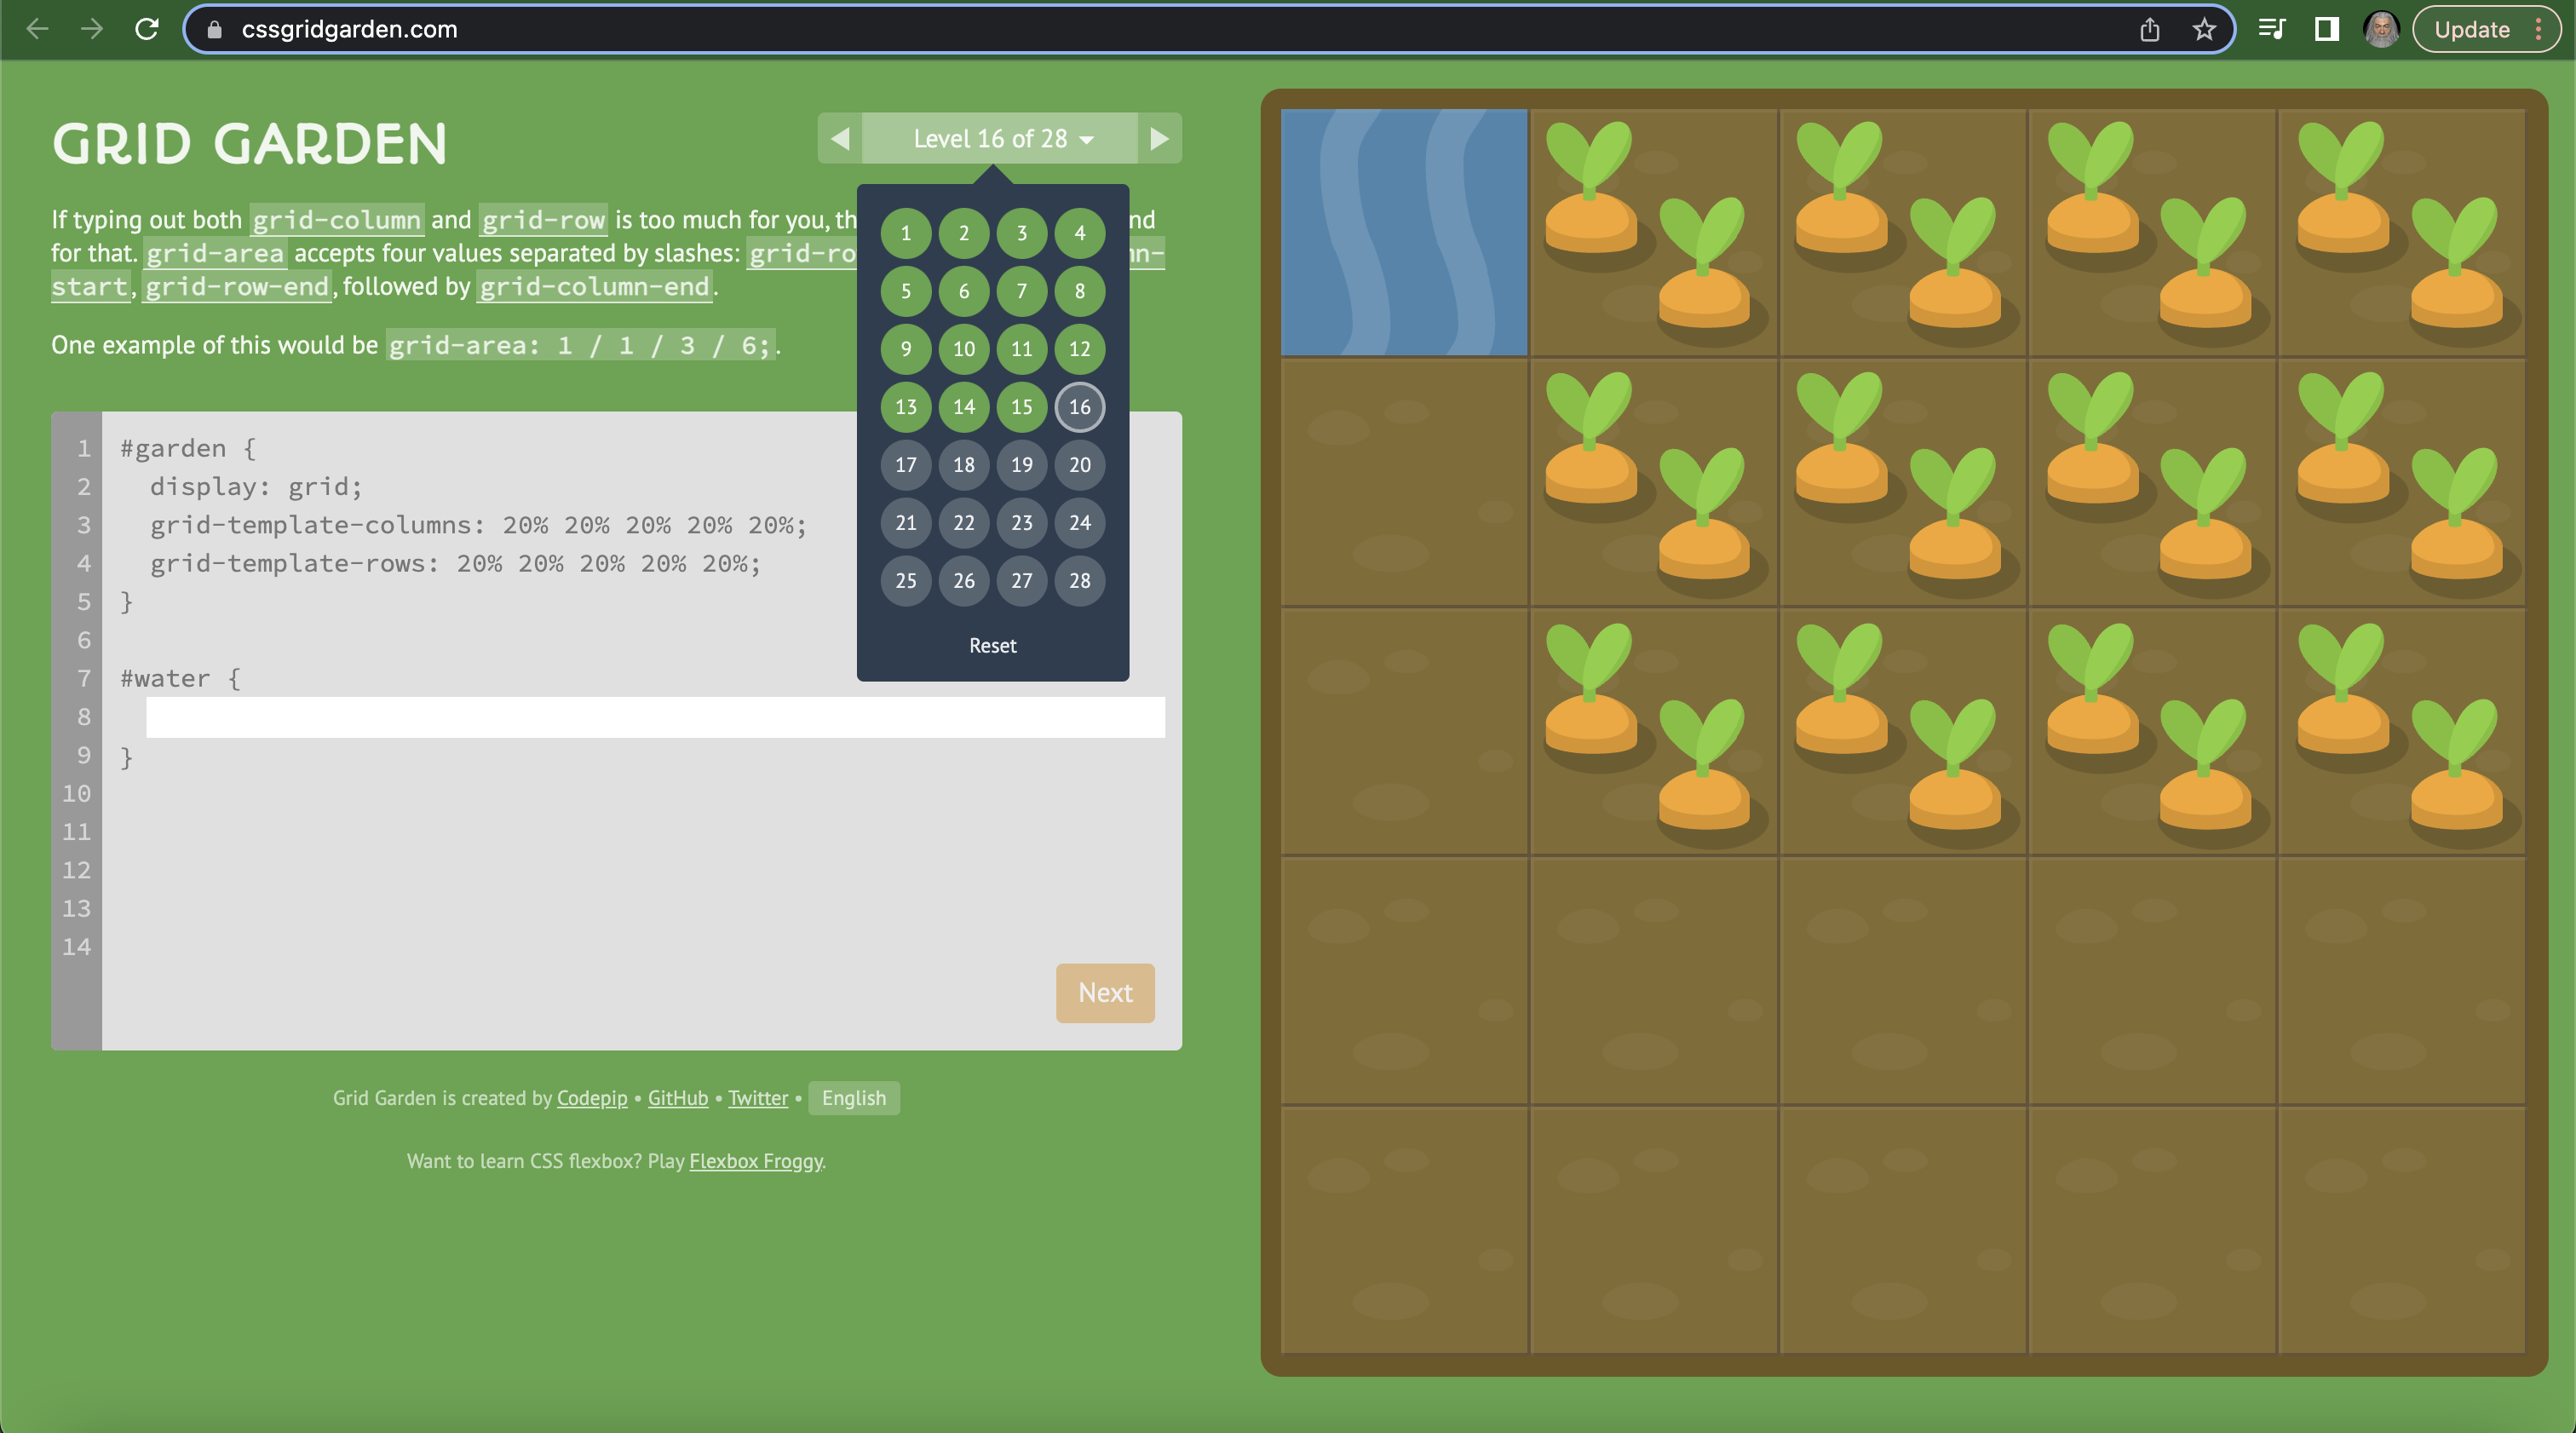 cssgridgarden.com
Update
GRID GARDEN
Level 16 of 28
If typing out both grid-column and grid-row is too much for you, th nd
for that. grid-area accepts four values separated by slashes: grid-ro n-
start, grid-row-end, followed by grid-column-end.
One example of this would be grid-area: 1 / 1 / 3 / 6;.
1 2 3 4
5 6 7 8
9 10 11 12
13 14 15 16
17 18 19 20
21 22 23 24
25 26 27 28
Reset
1 #garden {
2 display: grid;
3 grid-template-columns: 20% 20% 20% 20% 20%;
4 grid-template-rows: 20% 20% 20% 20% 20%;
5 }
6
7 #water {
8
9 }
10
11
12
13
14
Next
Grid Garden is created by Codepip • GitHub • Twitter • English
Want to learn CSS flexbox? Play Flexbox Froggy.